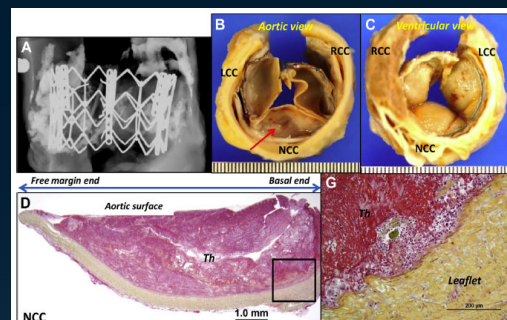 A
B
Aortic view
RCC
LCC
NCC
C
Ventricular view
RCC
LCC
NCC
Free margin end
Basal end
D
Aortic surface
Th
NCC
1.0 mm
G
Th
Leaflet
200 µm